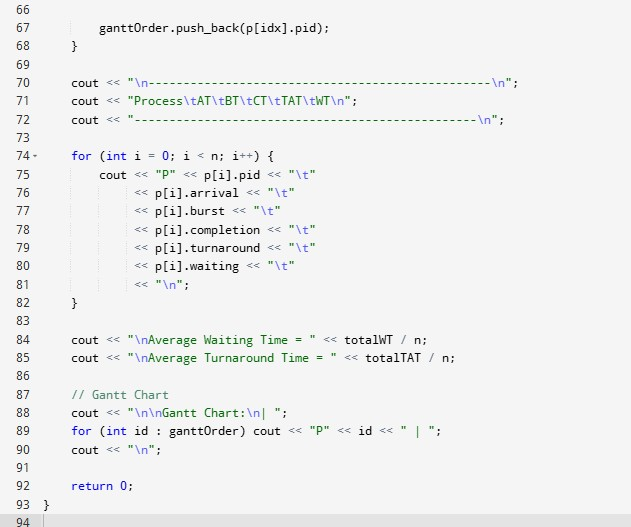 66
67 ganttOrder.push_back(p[idx].pid);
68 }
69
70 cout << "\n-------------------------------------------------\n";
71 cout << "Process\tAT\tBT\tCT\tTAT\tWT\n";
72 cout << "-------------------------------------------------\n";
73
74 for (int i = 0; i < n; i++) {
75 cout << "P" << p[i].pid << "\t"
76 << p[i].arrival << "\t"
77 << p[i].burst << "\t"
78 << p[i].completion << "\t"
79 << p[i].turnaround << "\t"
80 << p[i].waiting << "\t"
81 << "\n";
82 }
83
84 cout << "\nAverage Waiting Time = " << totalWT / n;
85 cout << "\nAverage Turnaround Time = " << totalTAT / n;
86
87 // Gantt Chart
88 cout << "\n\nGantt Chart:\n| ";
89 for (int id : ganttOrder) cout << "P" << id << " | ";
90 cout << "\n";
91
92 return 0;
93 }
94